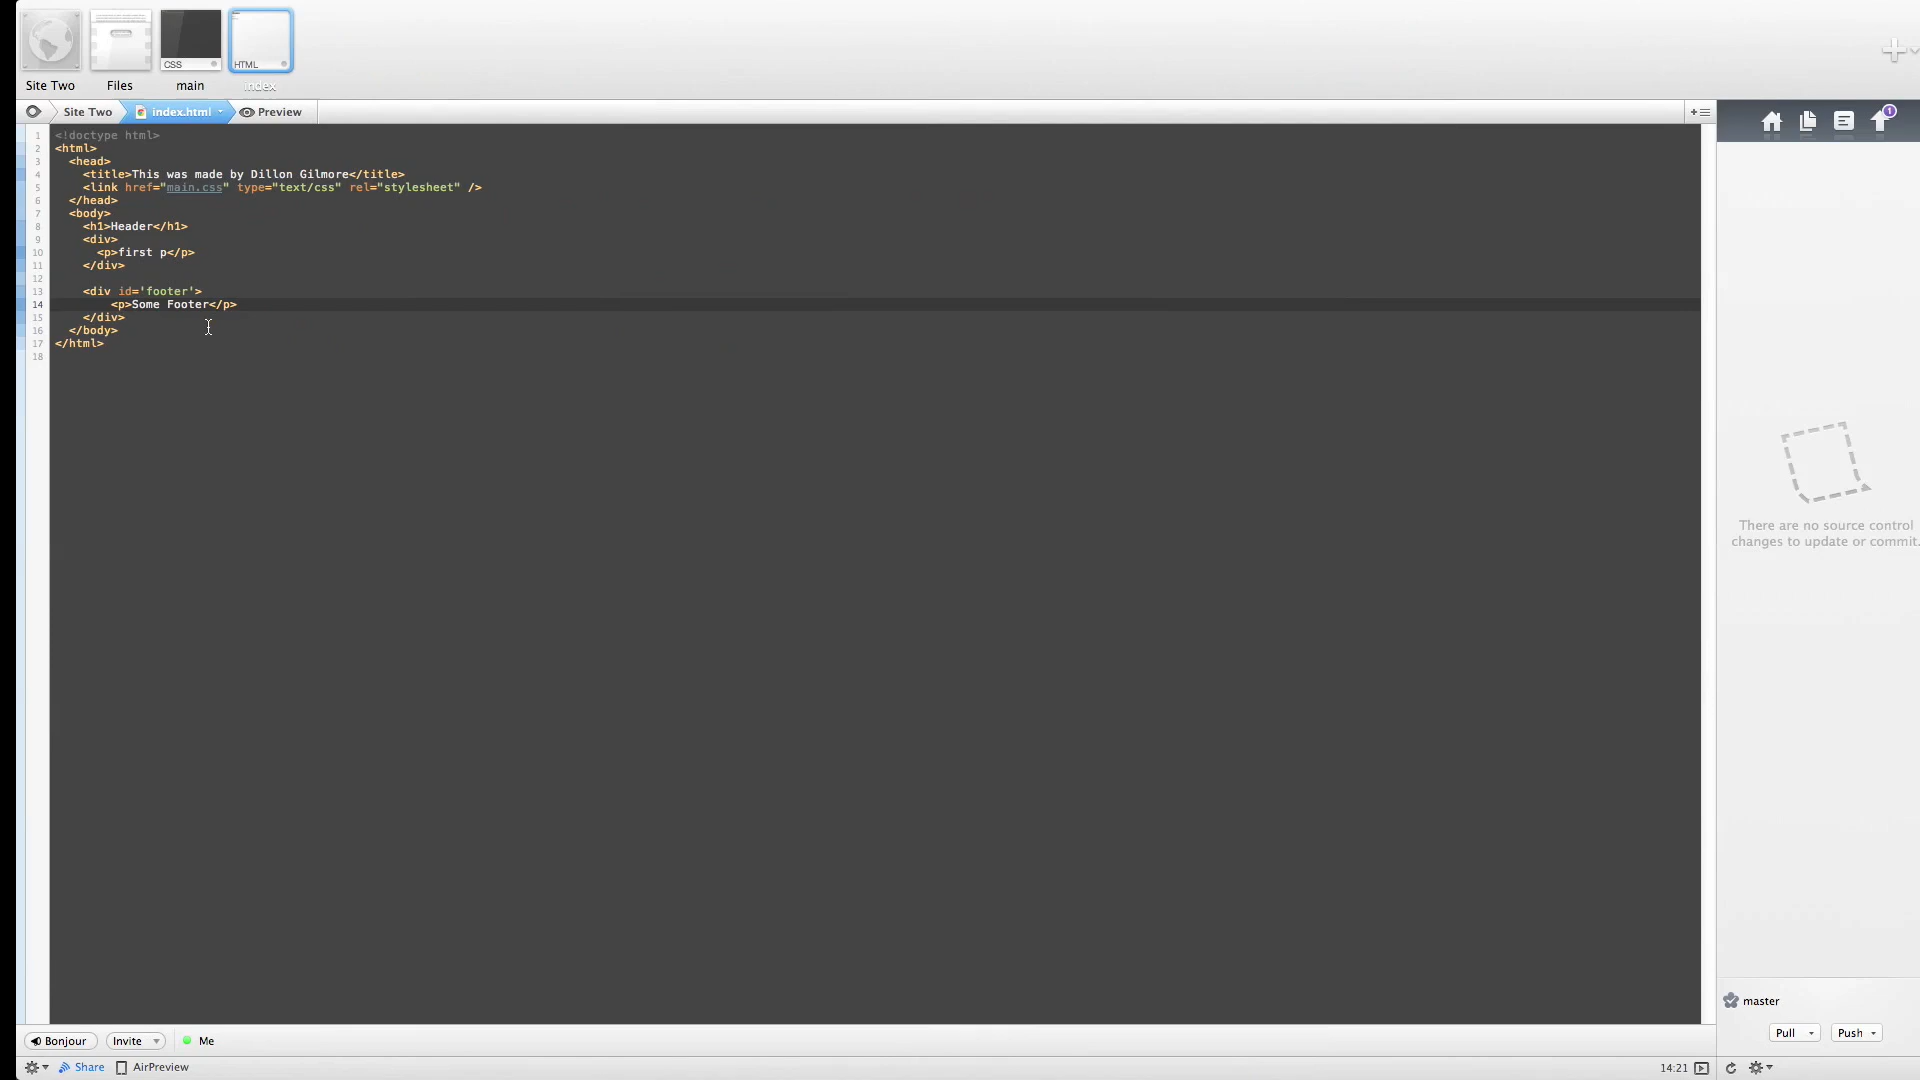 CSS
HTML
Site Two
Files
main
index
Site Two
index.html
Preview
1
1 <!doctype html>
2 <html>
3 <head>
4 <title>This was made by Dillon Gilmore</title>
5 <link href="main.css" type="text/css" rel="stylesheet" />
6 </head>
7 <body>
8 <h1>Header</h1>
9 <div>
10 <p>first p</p>
11 </div>
12
13 <div id='footer'>
14 <p>Some Footer</p>
15 </div>
16 </body>
17 </html>
18
There are no source control
changes to update or commit.
master
Pull
Push
Bonjour
Invite
Me
Share
AirPreview
14:21